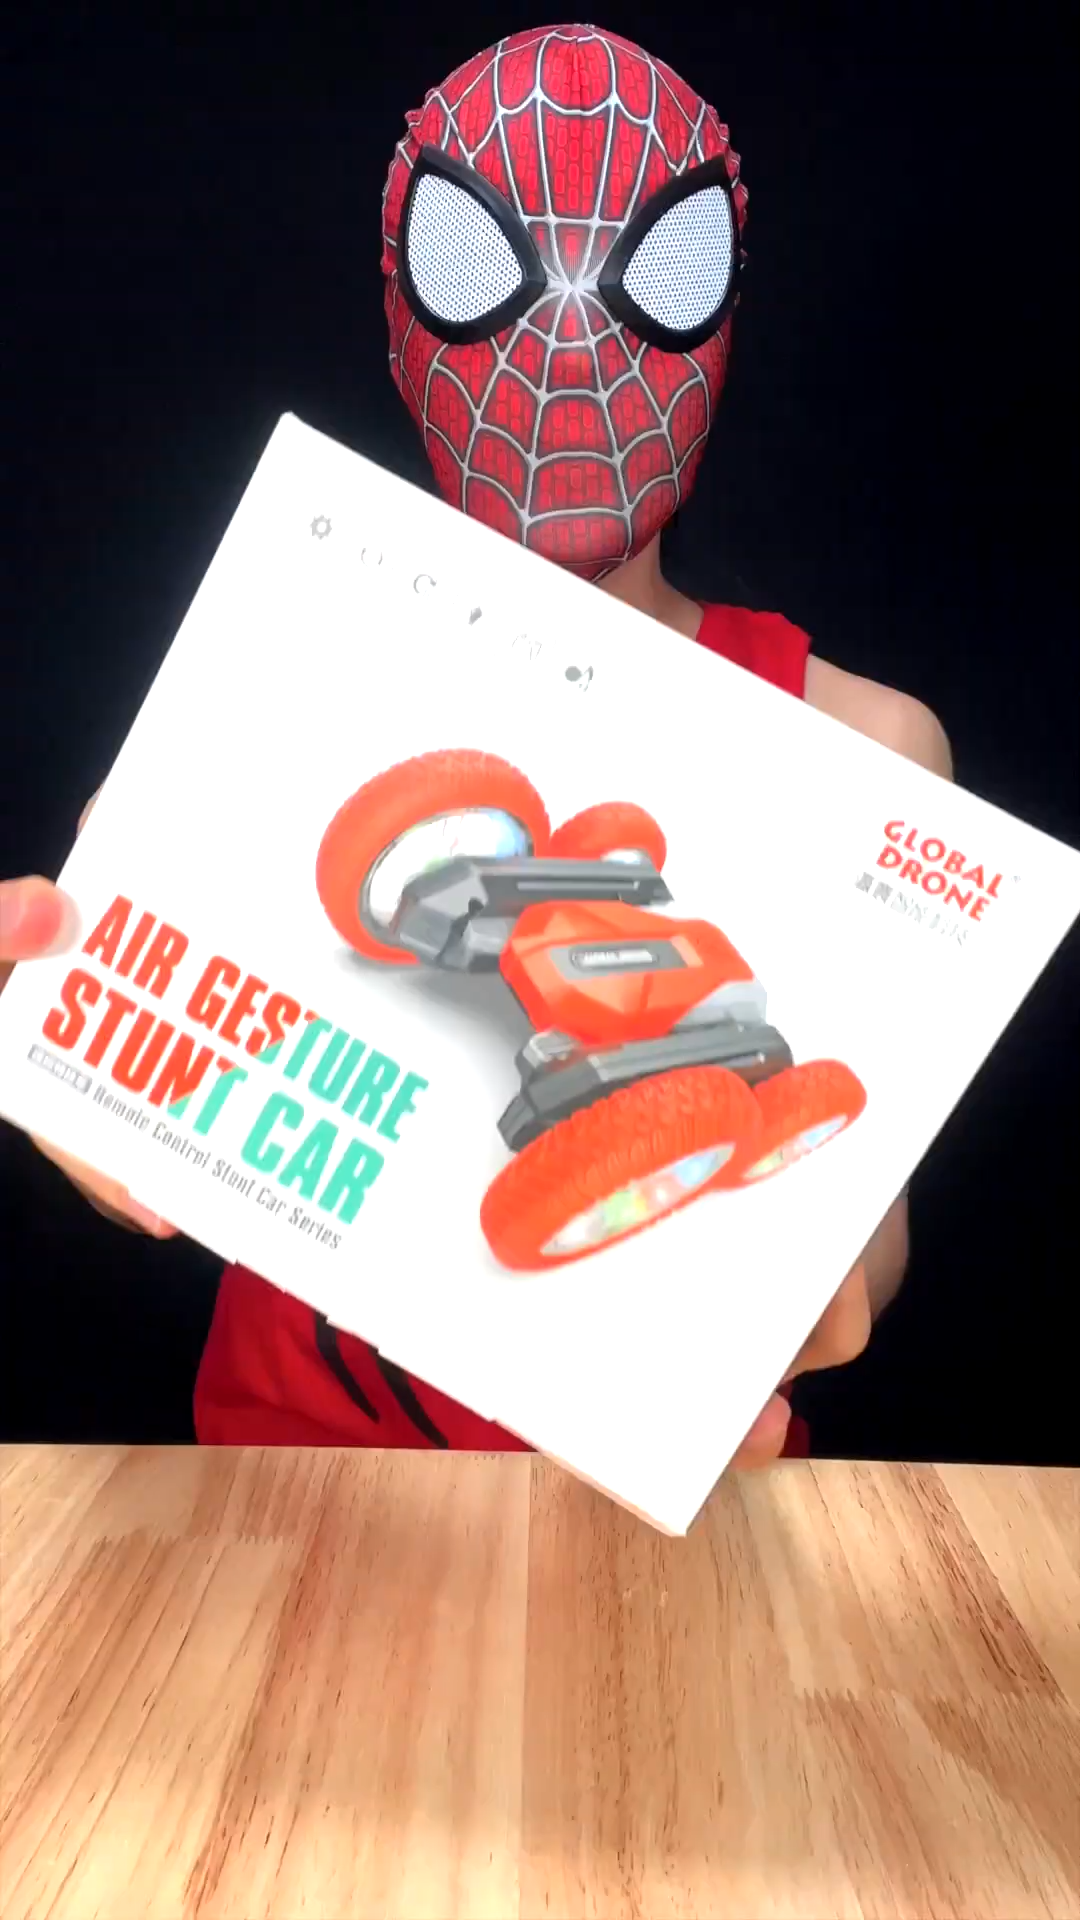 GLOBAL
DRONE
AIR GESTURE
STUNT CAR
Remote Control Stunt Car Series